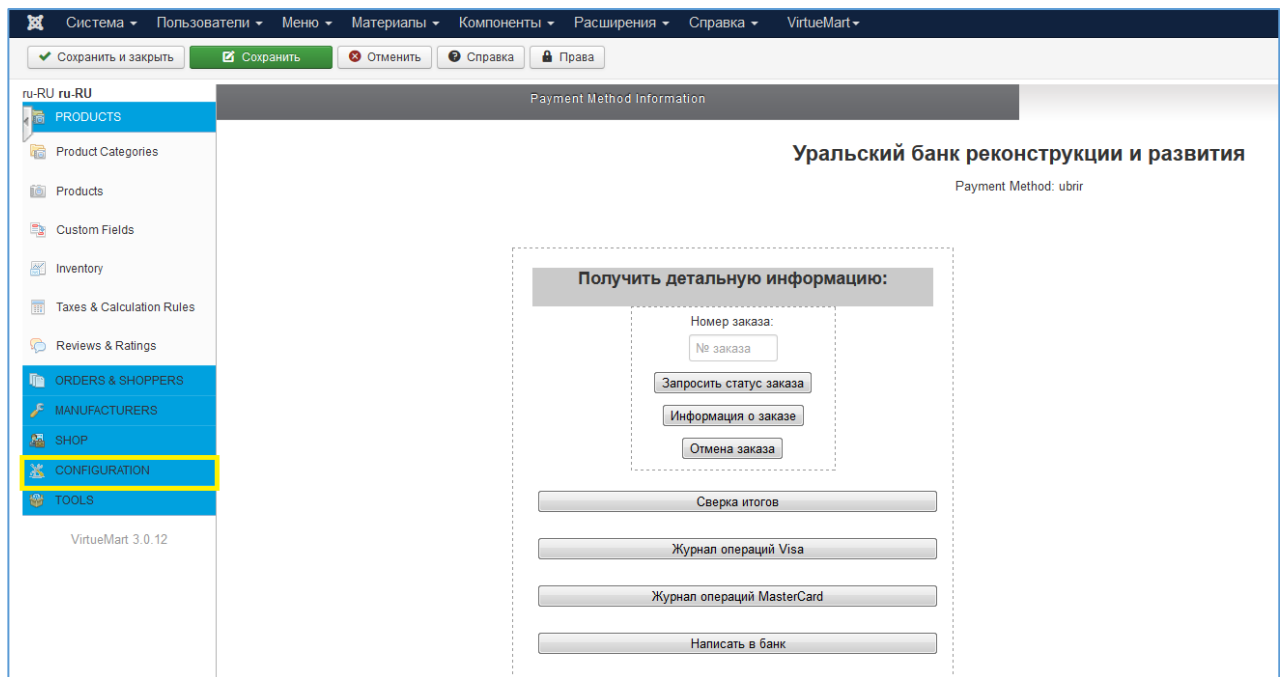 Система Пользователи Меню Материалы Компоненты Расширения Справка VirtueMart
Сохранить и закрыть Сохранить Отменить Справка Права
ru-RU ru-RU
PRODUCTS
Product Categories
Products
Custom Fields
Inventory
Taxes & Calculation Rules
Reviews & Ratings
ORDERS & SHOPPERS
MANUFACTURERS
SHOP
CONFIGURATION
TOOLS
VirtueMart 3.0.12
Payment Method Information
Уральский банк реконструкции и развития
Payment Method: ubrir
Получить детальную информацию:
Номер заказа:
№ заказа
Запросить статус заказа
Информация о заказе
Отмена заказа
Сверка итогов
Журнал операций Visa
Журнал операций MasterCard
Написать в банк